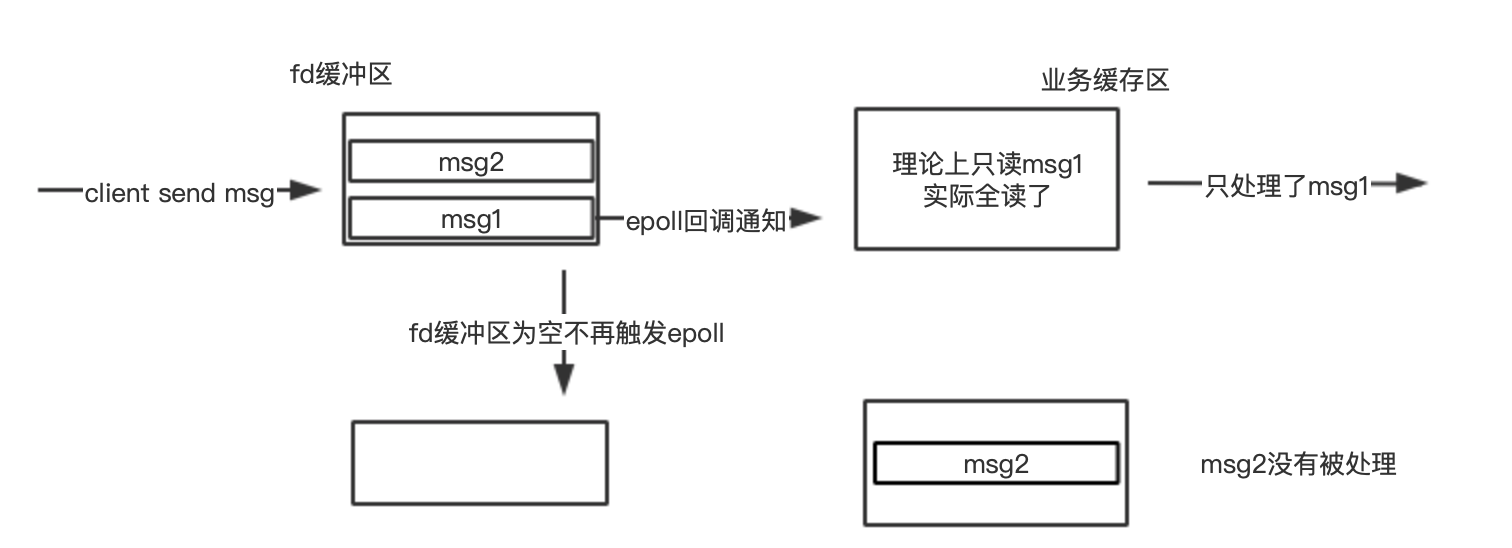 fd缓冲区
业务缓存区
msg2
client send msg
msg1
epoll回调通知
理论上只读msg1
实际全读了
只处理了msg1
fd缓冲区为空不再触发epoll
msg2
msg2没有被处理